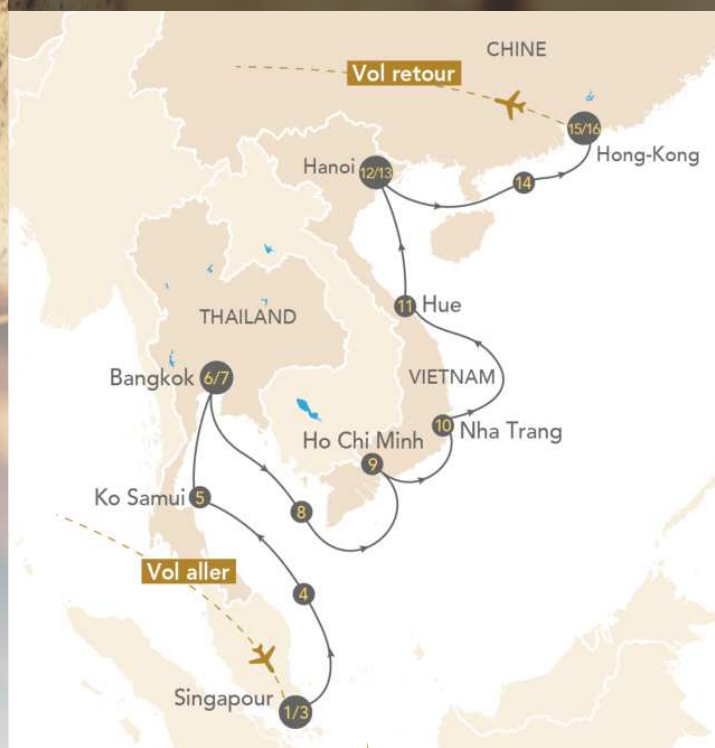 CHINE
Vol retour
15/16
Hong-Kong
Hanoi
12/13
14
11
Hue
THAILAND
Bangkok
6/7
VIETNAM
10
Nha Trang
Ho Chi Minh
9
Ko Samui
5
8
Vol aller
4
Singapour
1/3